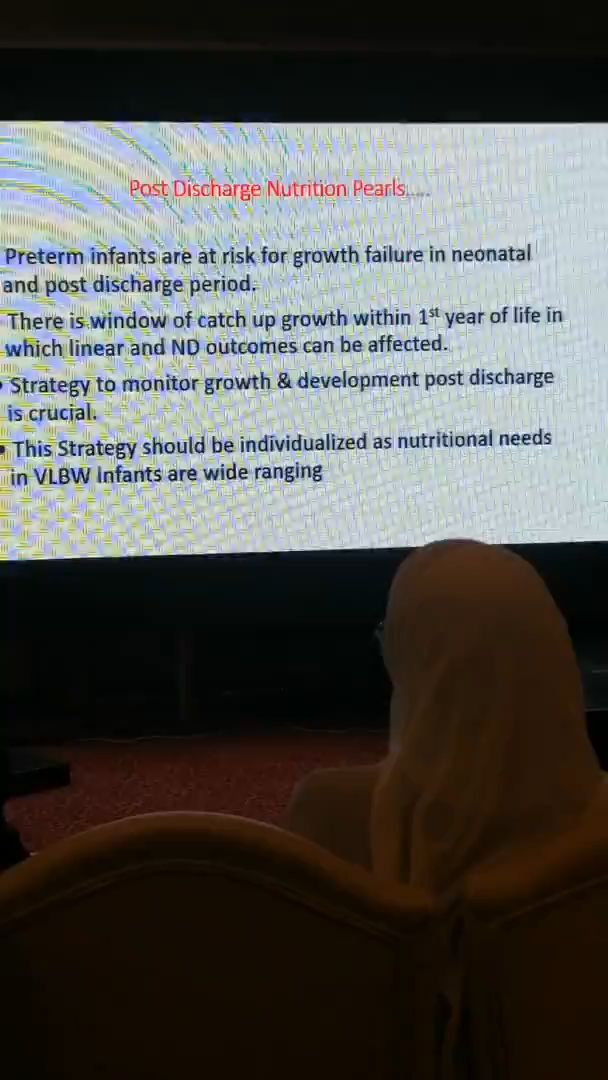 Post Discharge Nutrition Pearls.....
Preterm infants are at risk for growth failure in neonatal
and post discharge period.
There is window of catch up growth within 1st year of life in
which linear and ND outcomes can be affected.
• Strategy to monitor growth & development post discharge
is crucial.
• This Strategy should be individualized as nutritional needs
in VLBW Infants are wide ranging